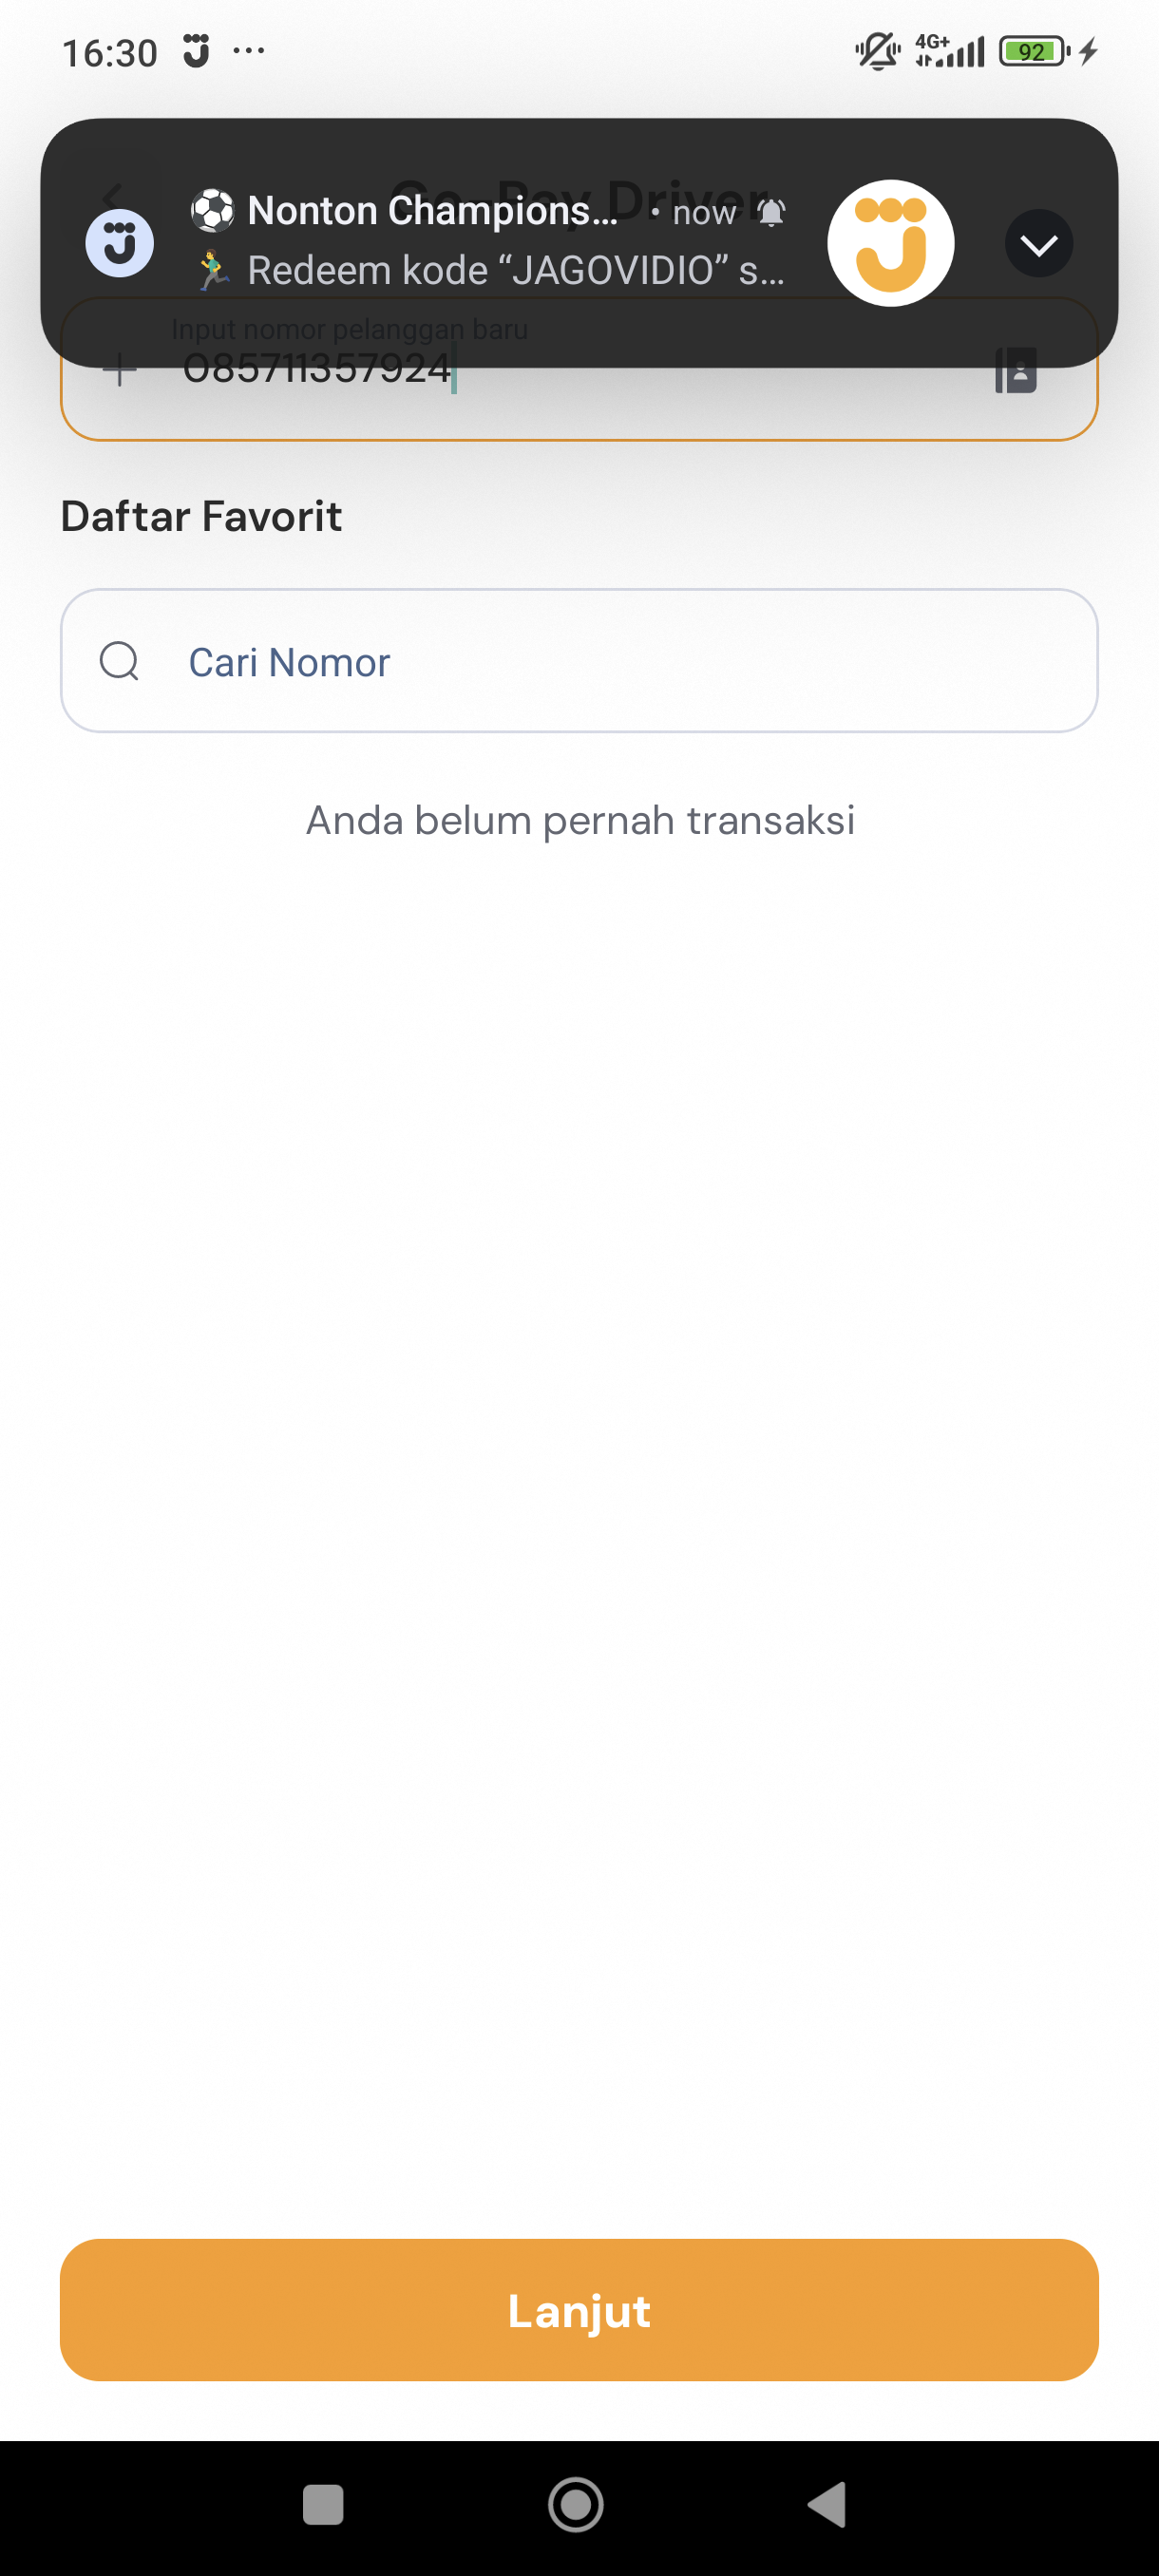 16:30
4G+
92
Go-Pay Driver
⚽ Nonton Champions... • now
🏃‍♂️ Redeem kode “JAGOVIDIO” s...
Input nomor pelanggan baru
085711357924
Daftar Favorit
Cari Nomor
Anda belum pernah transaksi
Lanjut